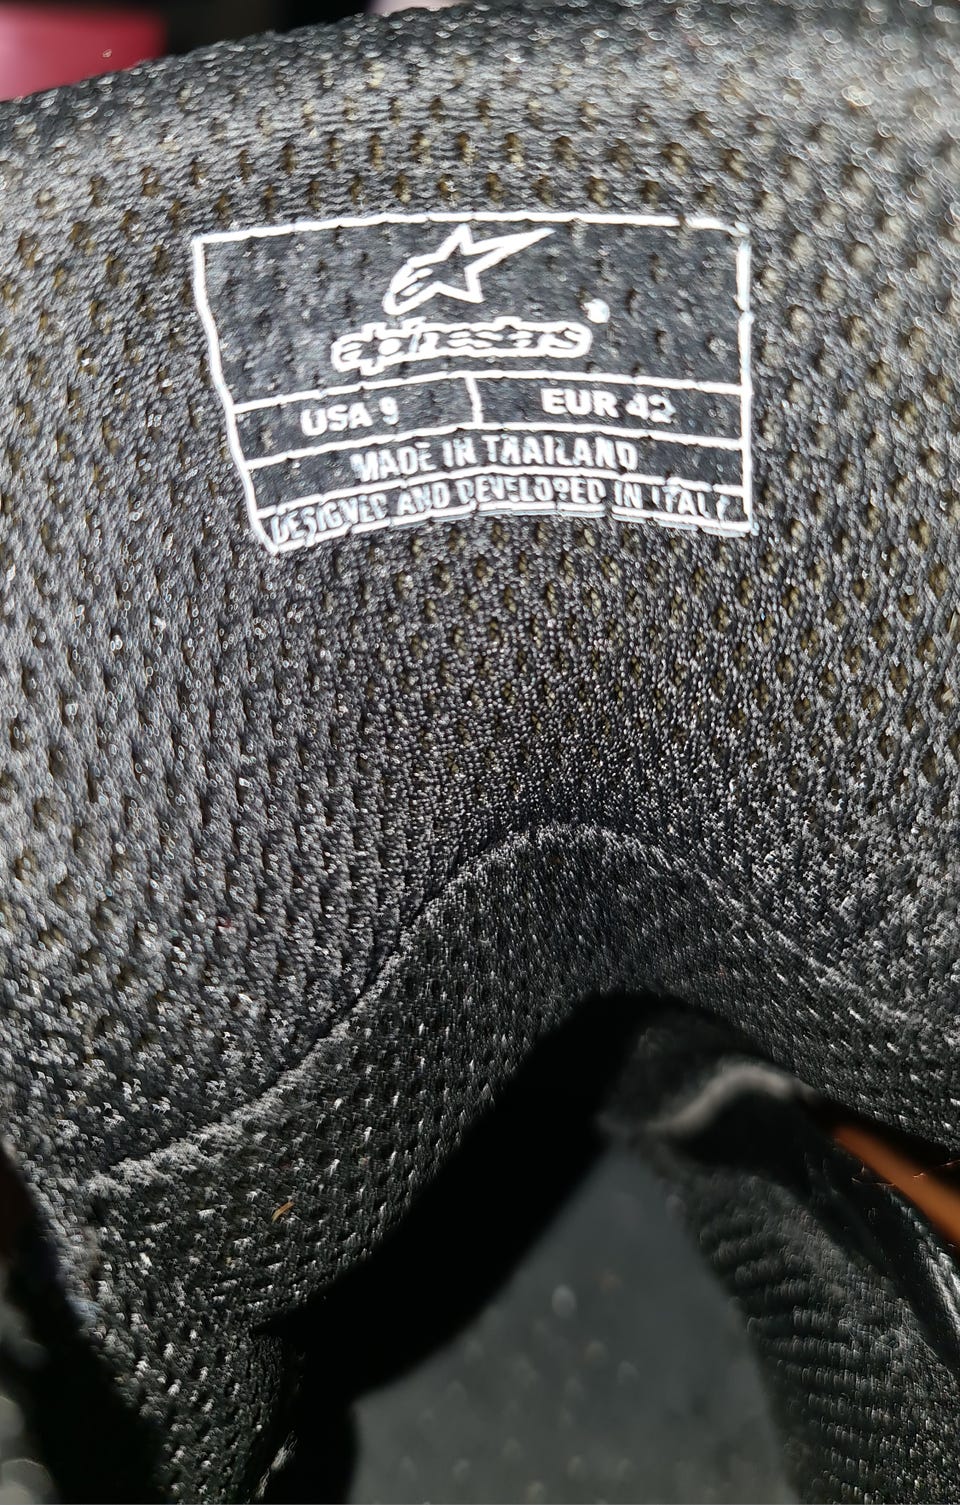 alpinestars®
USA 9
EUR 42
MADE IN THAILAND
DESIGNED AND DEVELOPED IN ITALY